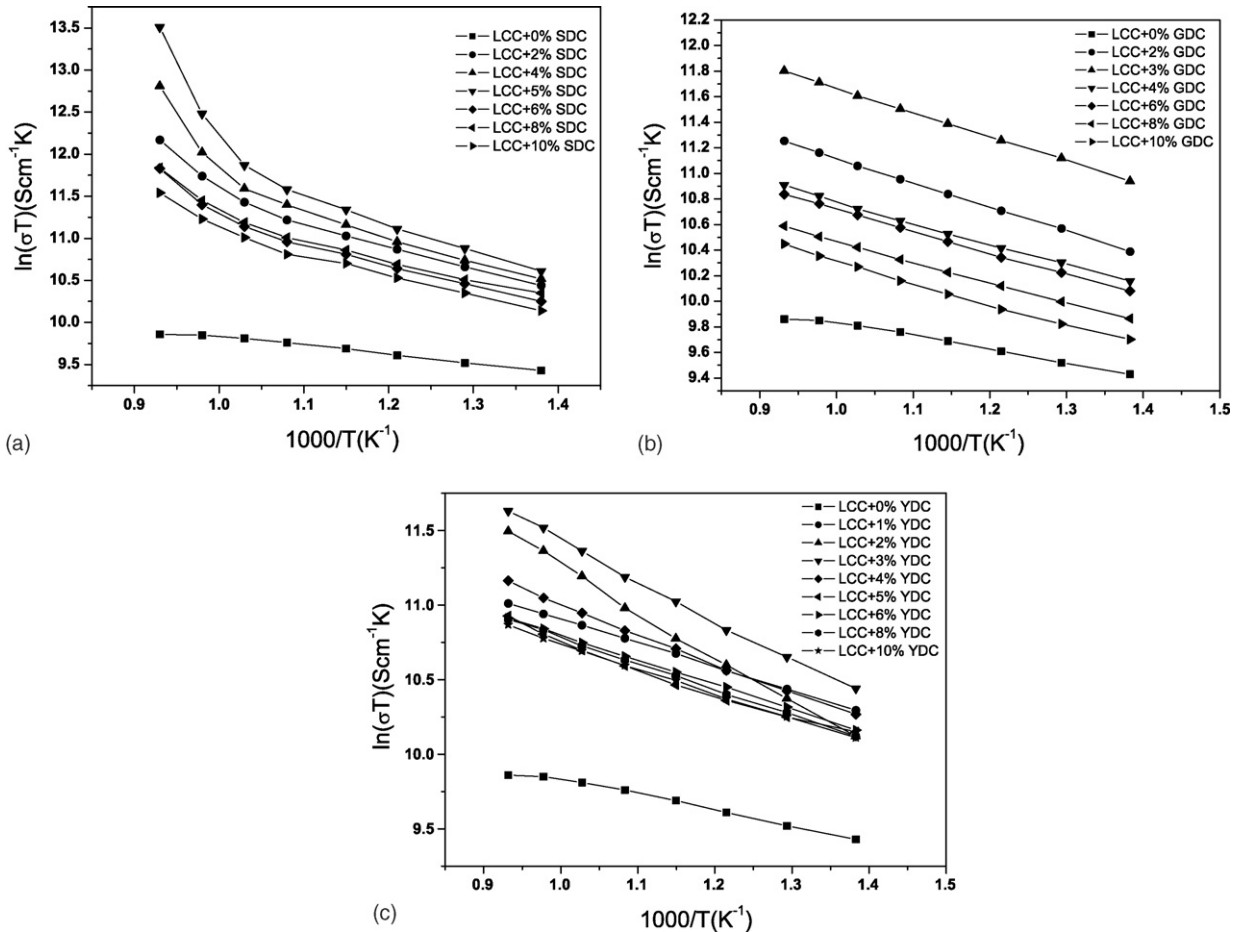 13.5
13.0
12.5
12.0
11.5
11.0
10.5
10.0
9.5
ln(σT)(Scm⁻¹K)
LCC+0% SDC
LCC+2% SDC
LCC+4% SDC
LCC+5% SDC
LCC+6% SDC
LCC+8% SDC
LCC+10% SDC
0.9 1.0 1.1 1.2 1.3 1.4
1000/T(K⁻¹)
(a)
12.2
12.0
11.8
11.6
11.4
11.2
11.0
10.8
10.6
10.4
10.2
10.0
9.8
9.6
9.4
ln(σT)(Scm⁻¹K)
LCC+0% GDC
LCC+2% GDC
LCC+3% GDC
LCC+4% GDC
LCC+6% GDC
LCC+8% GDC
LCC+10% GDC
0.9 1.0 1.1 1.2 1.3 1.4 1.5
1000/T(K⁻¹)
(b)
11.5
11.0
10.5
10.0
9.5
ln(σT)(Scm⁻¹K)
LCC+0% YDC
LCC+1% YDC
LCC+2% YDC
LCC+3% YDC
LCC+4% YDC
LCC+5% YDC
LCC+6% YDC
LCC+8% YDC
LCC+10% YDC
0.9 1.0 1.1 1.2 1.3 1.4 1.5
1000/T(K⁻¹)
(c)